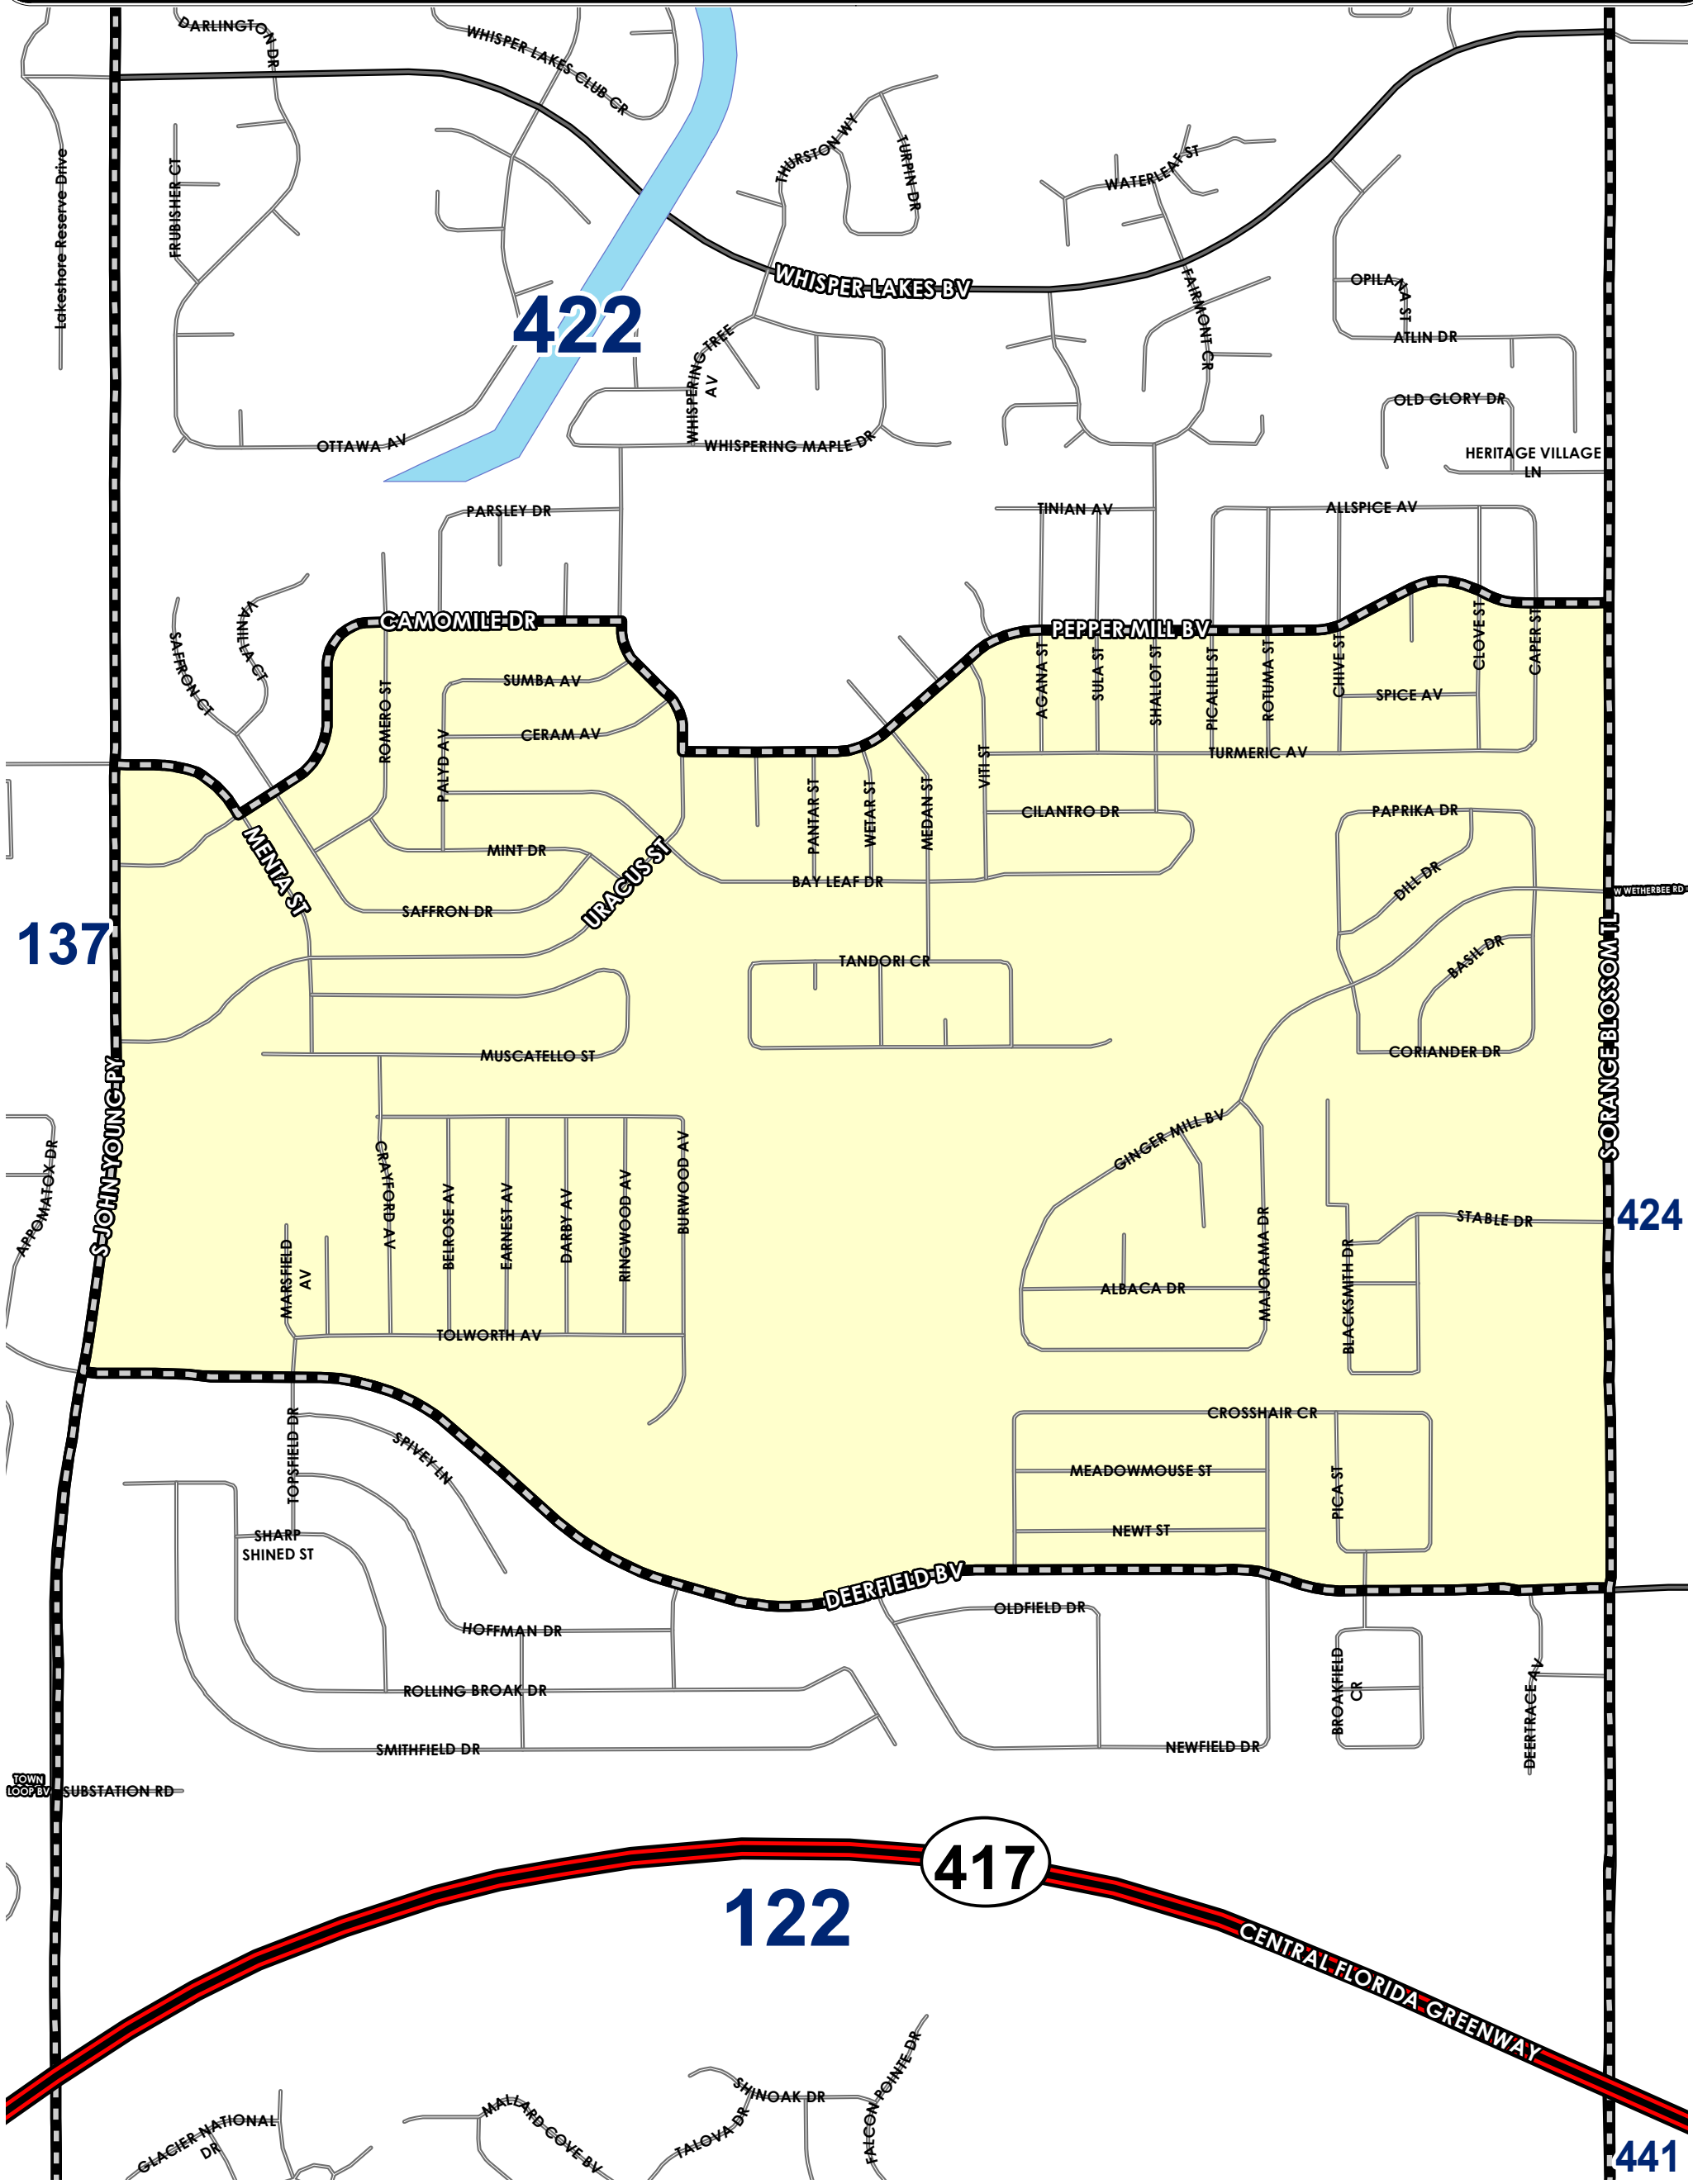 DARLINGTON DR
WHISPER LAKES CLUB CR
Lakeshore Reserve Drive
FRUBISHER CT
THURSTON WY
TURPIN DR
WATERLEAF ST
WHISPER LAKES BV
FAIRMONT CR
OPILANA ST
422
ATLIN DR
WHISPERING TREE
AV
OLD GLORY DR
OTTAWA AV
WHISPERING MAPLE DR
HERITAGE VILLAGE
LN
PARSLEY DR
TINIAN AV
ALLSPICE AV
VANILLA CT
SAFFRON CT
CAMOMILE DR
PEPPER MILL BV
ROMERO ST
SUMBA AV
AGANA ST
SULA ST
SHALLOT ST
PICALILLI ST
ROTUMA ST
CHIVE ST
CLOVE ST
CAPER ST
SPICE AV
PALYD AV
CERAM AV
VITI ST
TURMERIC AV
PANTAR ST
WETAR ST
MEDAN ST
CILANTRO DR
PAPRIKA DR
MENTA ST
MINT DR
URACUS ST
BAY LEAF DR
DILL DR
W WETHERBEE RD
SAFFRON DR
137
TANDORI CR
BASIL DR
S ORANGE BLOSSOM TL
MUSCATELLO ST
CORIANDER DR
S JOHN YOUNG PY
APPOMATOX DR
CRAYFORD AV
BELROSE AV
EARNEST AV
DARBY AV
RINGWOOD AV
BURWOOD AV
GINGER MILL BV
MAJORAMA DR
STABLE DR
424
MARSFIELD
AV
ALBACA DR
BLACKSMITH DR
TOLWORTH AV
TOPSFIELD DR
SPIVEY LN
CROSSHAIR CR
MEADOWMOUSE ST
PICA ST
SHARP
SHINED ST
NEWT ST
DEERFIELD BV
HOFFMAN DR
OLDFIELD DR
ROLLING BROAK DR
BROAKFIELD
CR
DEERTRACE AV
SMITHFIELD DR
NEWFIELD DR
TOWN
LOOP BV
SUBSTATION RD
417
122
CENTRAL FLORIDA GREENWAY
GLACIER NATIONAL
DR
MALLARD COVE BV
SHINOAK DR
TALOVA DR
FALCON POINTE DR
441